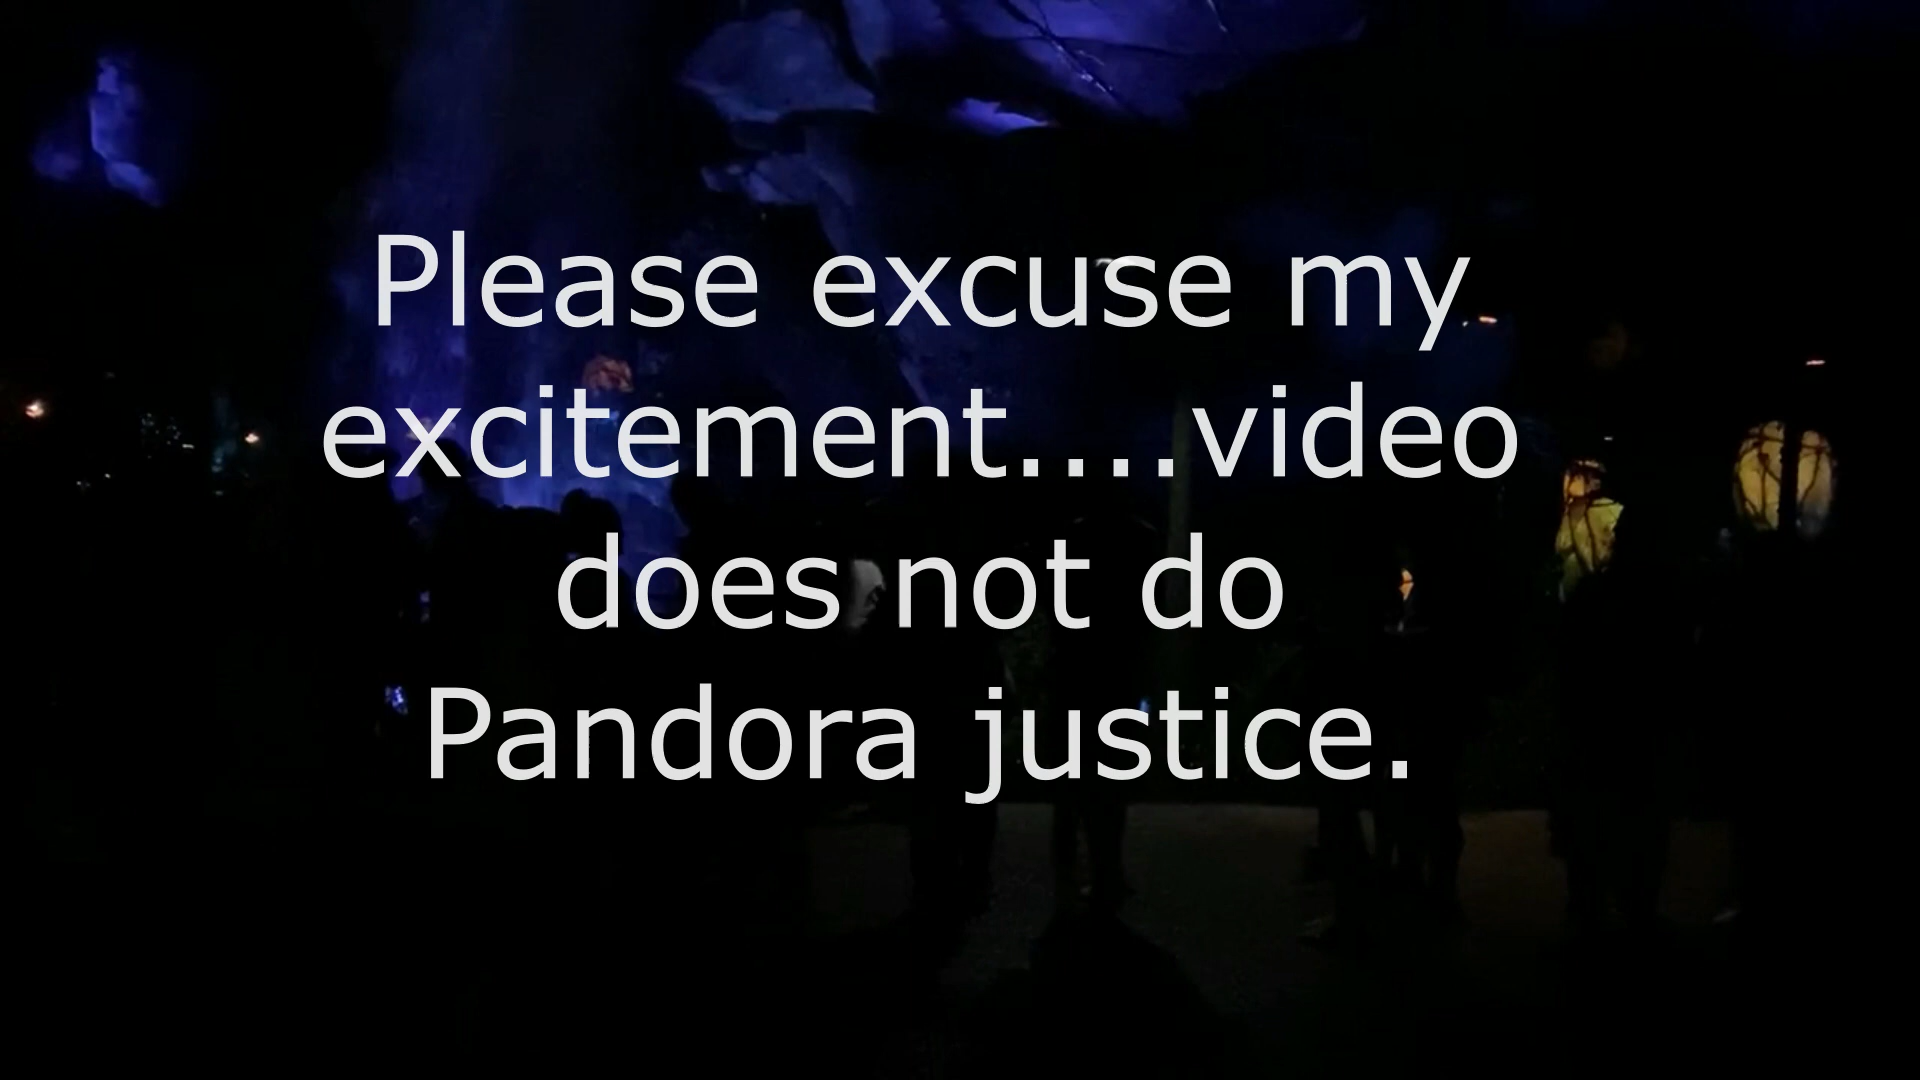 Please excuse my
excitement....video
does not do
Pandora justice.